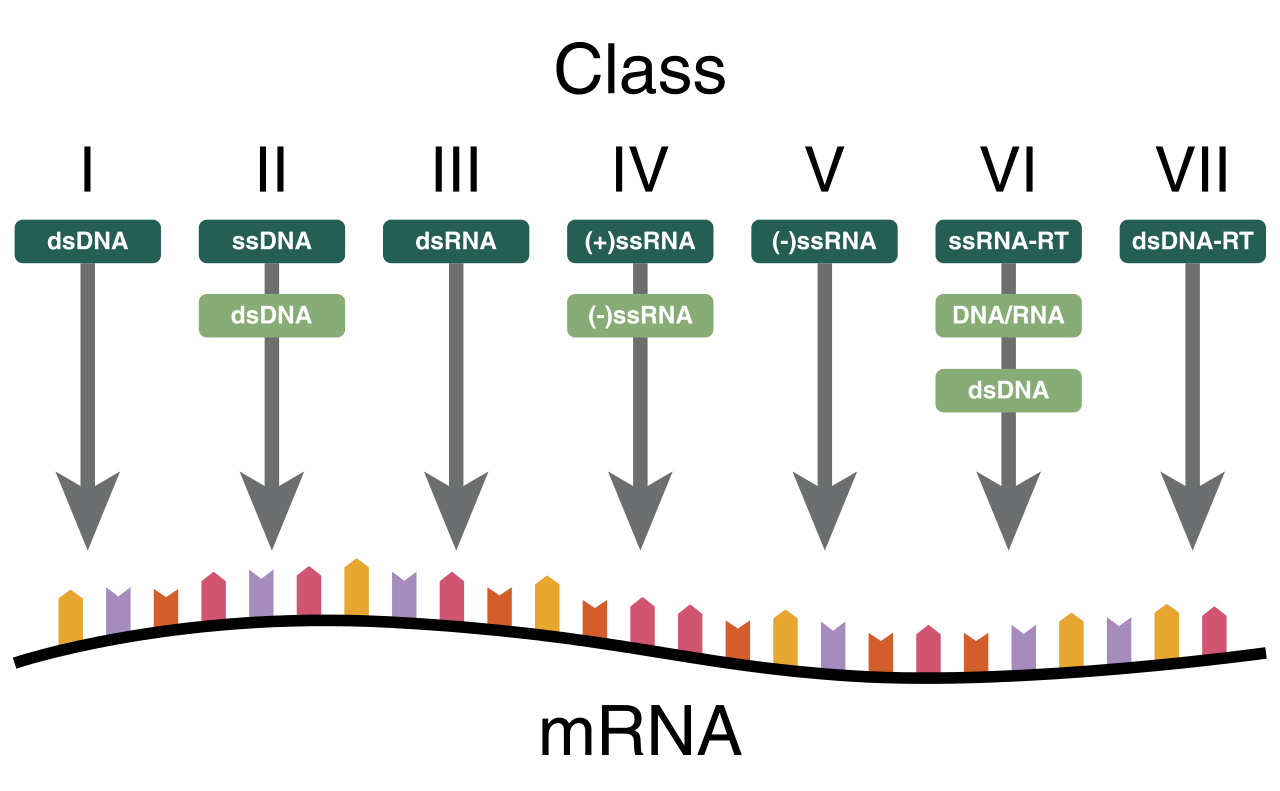 Class
I II III IV V VI VII
dsDNA ssDNA dsRNA (+)ssRNA (-)ssRNA ssRNA-RT dsDNA-RT
dsDNA (-)ssRNA DNA/RNA
dsDNA
mRNA